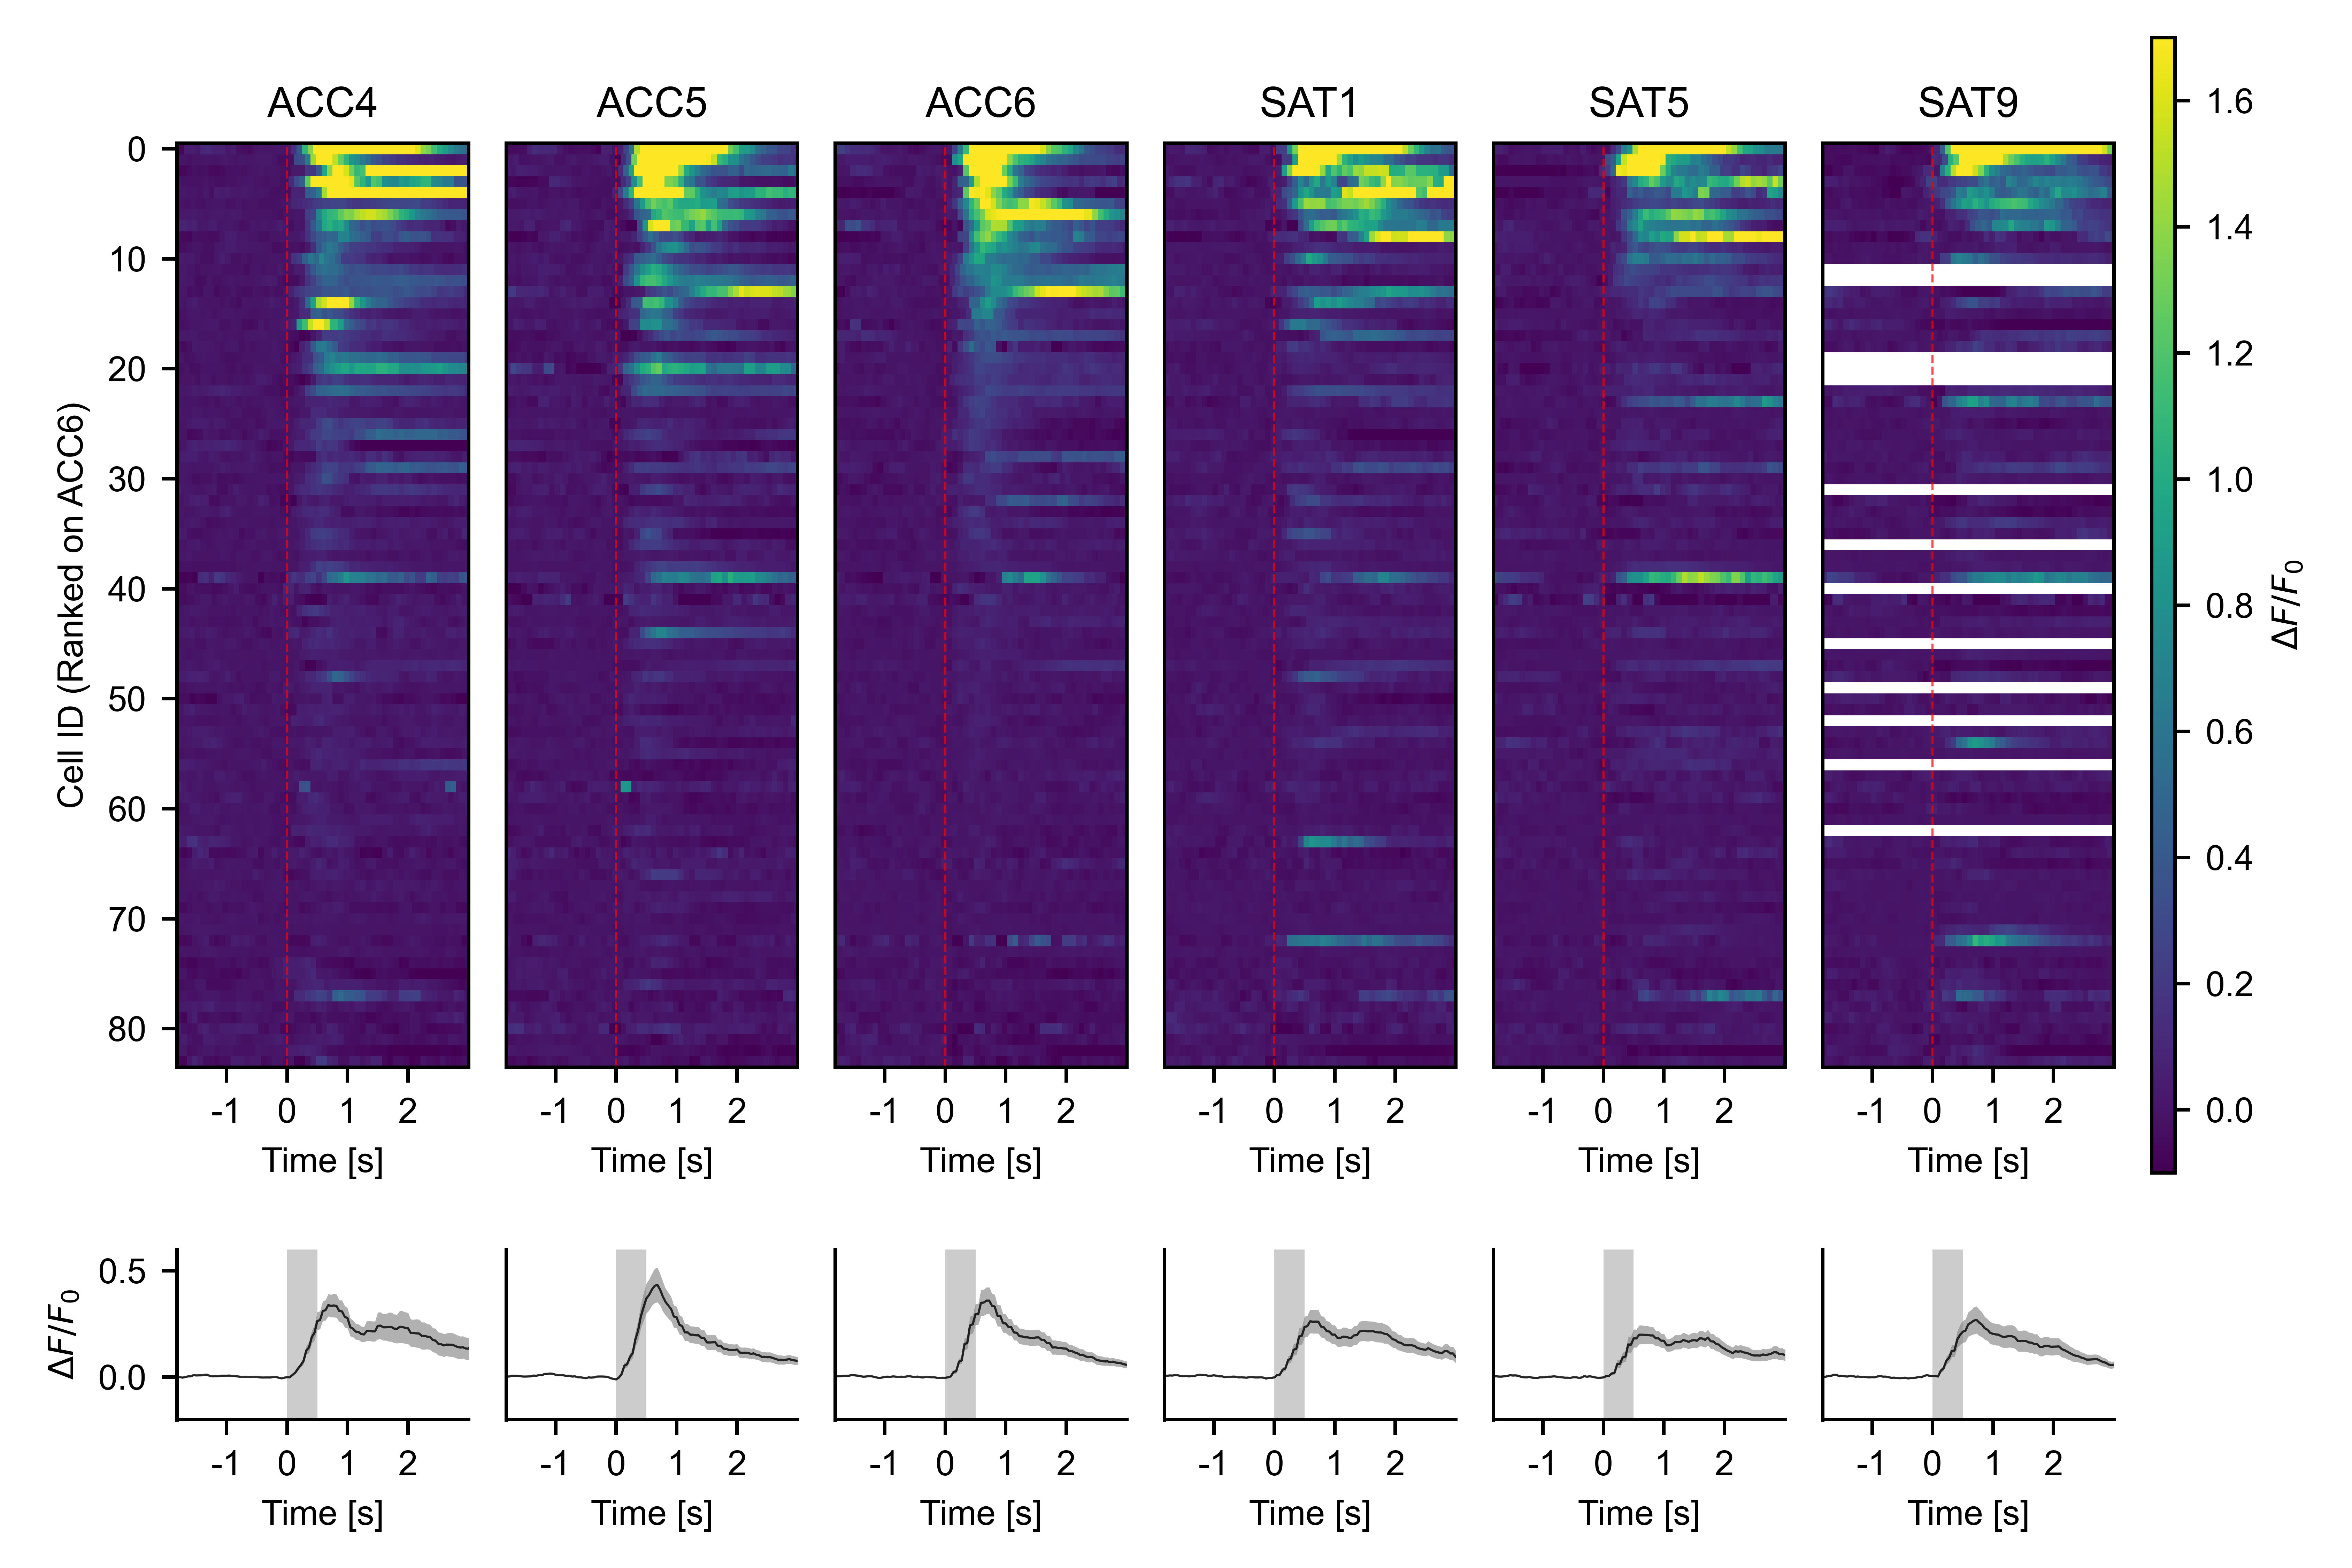 ACC4 ACC5 ACC6 SAT1 SAT5 SAT9
Cell ID (Ranked on ACC6)
0
10
20
30
40
50
60
70
80
-1 0 1 2 -1 0 1 2 -1 0 1 2 -1 0 1 2 -1 0 1 2 -1 0 1 2
Time [s] Time [s] Time [s] Time [s] Time [s] Time [s]
1.6
1.4
1.2
1.0
0.8
0.6
0.4
0.2
0.0
ΔF/F₀
ΔF/F₀
0.5
0.0
-1 0 1 2 -1 0 1 2 -1 0 1 2 -1 0 1 2 -1 0 1 2 -1 0 1 2
Time [s] Time [s] Time [s] Time [s] Time [s] Time [s]